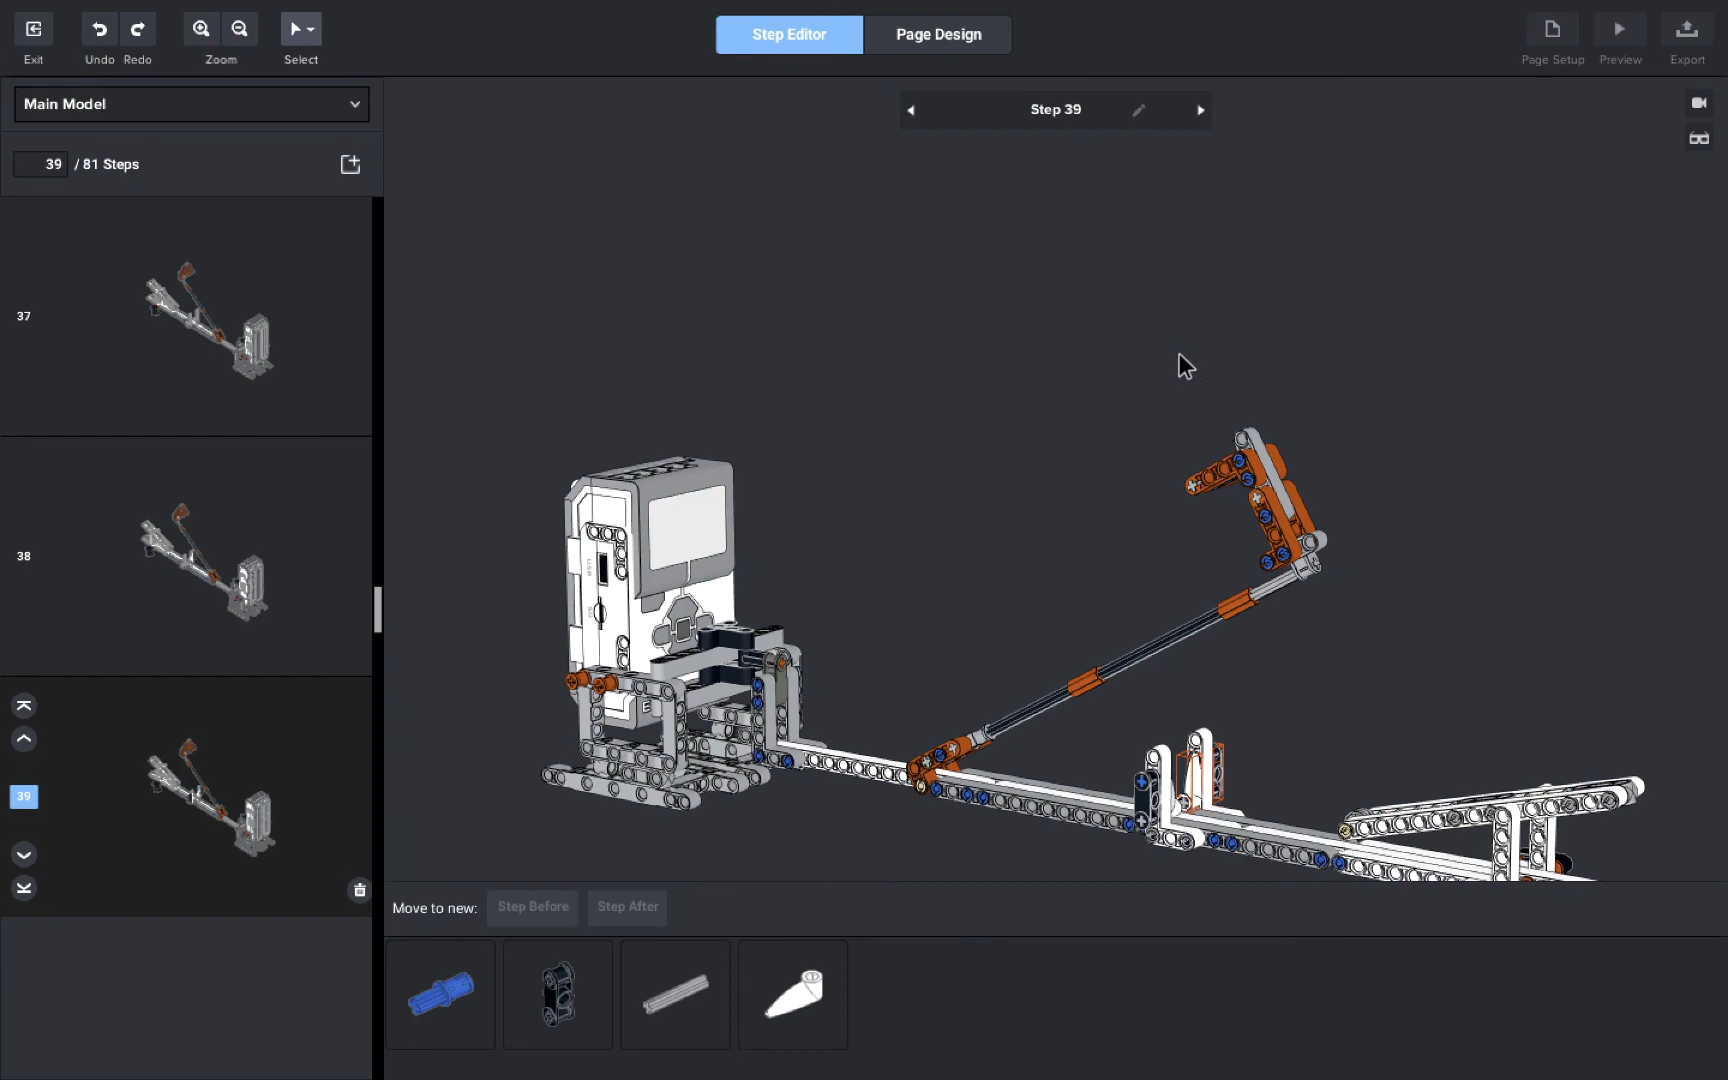 Exit
Undo
Redo
Zoom
Select
Step Editor
Page Design
Page Setup
Preview
Export
Main Model
39 / 81 Steps
Step 39
37
38
39
USB
E
Move to new:
Step Before
Step After